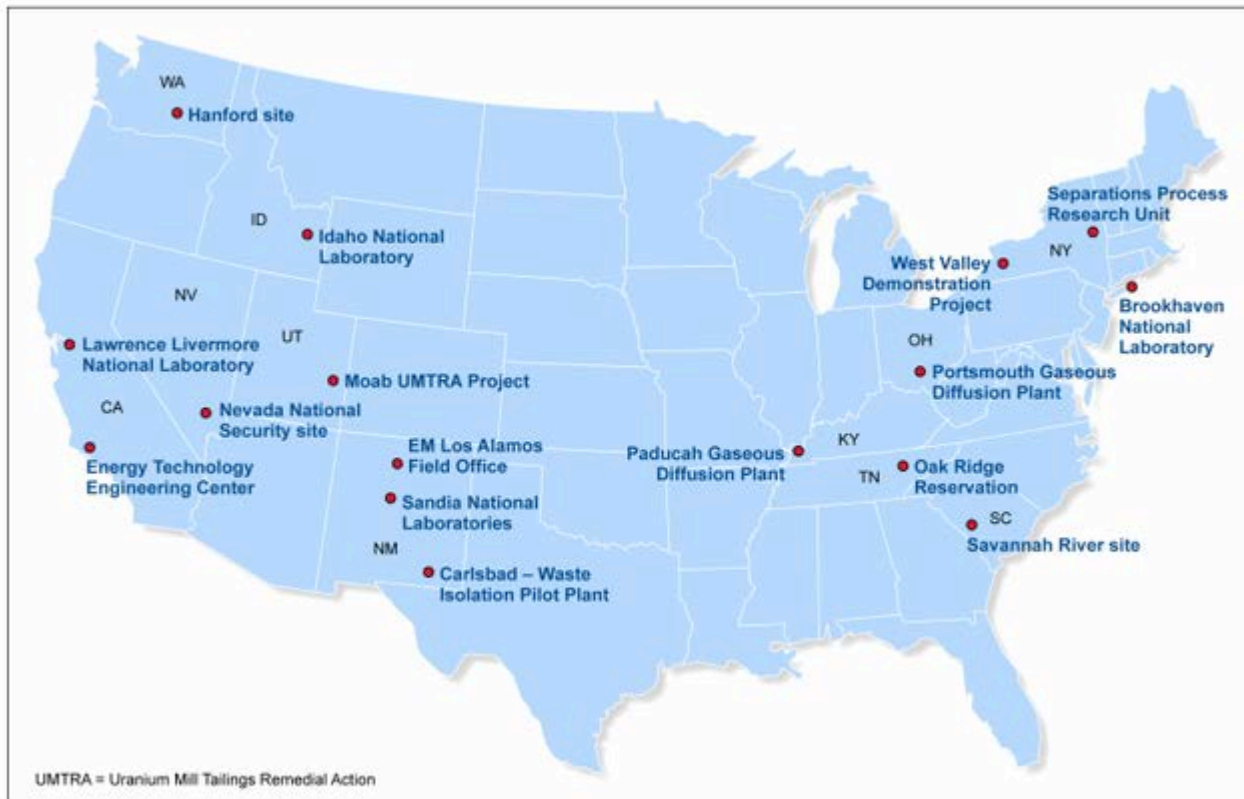 WA
Hanford site
ID
Idaho National
Laboratory
NV
UT
Lawrence Livermore
National Laboratory
Moab UMTRA Project
CA
Nevada National
Security site
Energy Technology
Engineering Center
EM Los Alamos
Field Office
Sandia National
Laboratories
NM
Carlsbad – Waste
Isolation Pilot Plant
Separations Process
Research Unit
NY
West Valley
Demonstration
Project
Brookhaven
National
Laboratory
OH
Portsmouth Gaseous
Diffusion Plant
KY
Paducah Gaseous
Diffusion Plant
TN
Oak Ridge
Reservation
SC
Savannah River site
UMTRA = Uranium Mill Tailings Remedial Action